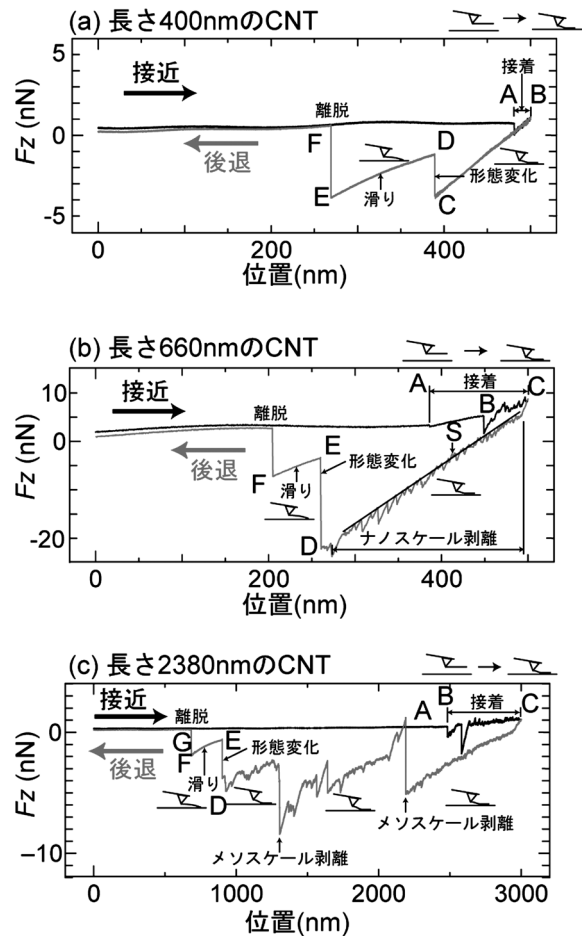 (a) 長さ400nmのCNT
接着
接近
A
B
離脱
F
D
後退
形態変化
E
滑り
C
Fz (nN)
5
0
-5
0
200
400
位置(nm)
(b) 長さ660nmのCNT
接近
A
接着
C
離脱
B
S
後退
E
形態変化
F
滑り
D
ナノスケール剥離
Fz (nN)
10
0
-20
0
200
400
位置(nm)
(c) 長さ2380nmのCNT
接近
B
接着
A
C
離脱
G
E
形態変化
後退
F
滑り
D
メソスケール剥離
メソスケール剥離
Fz (nN)
0
−10
0
1000
2000
3000
位置(nm)